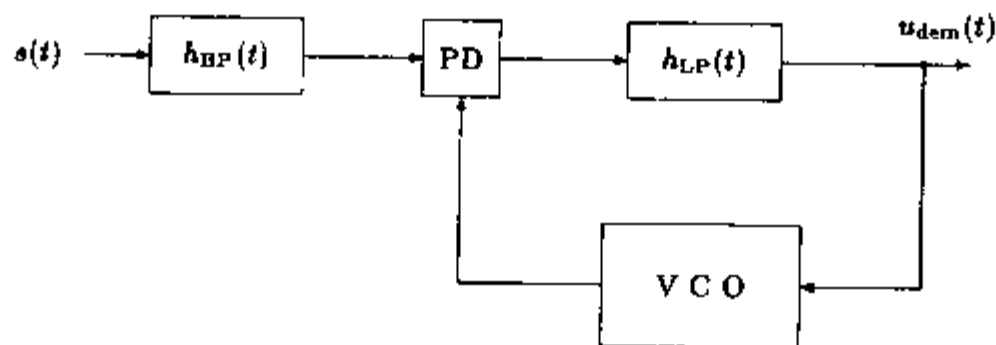 s(t)
h_BP(t)
PD
h_LP(t)
u_dem(t)
V C O